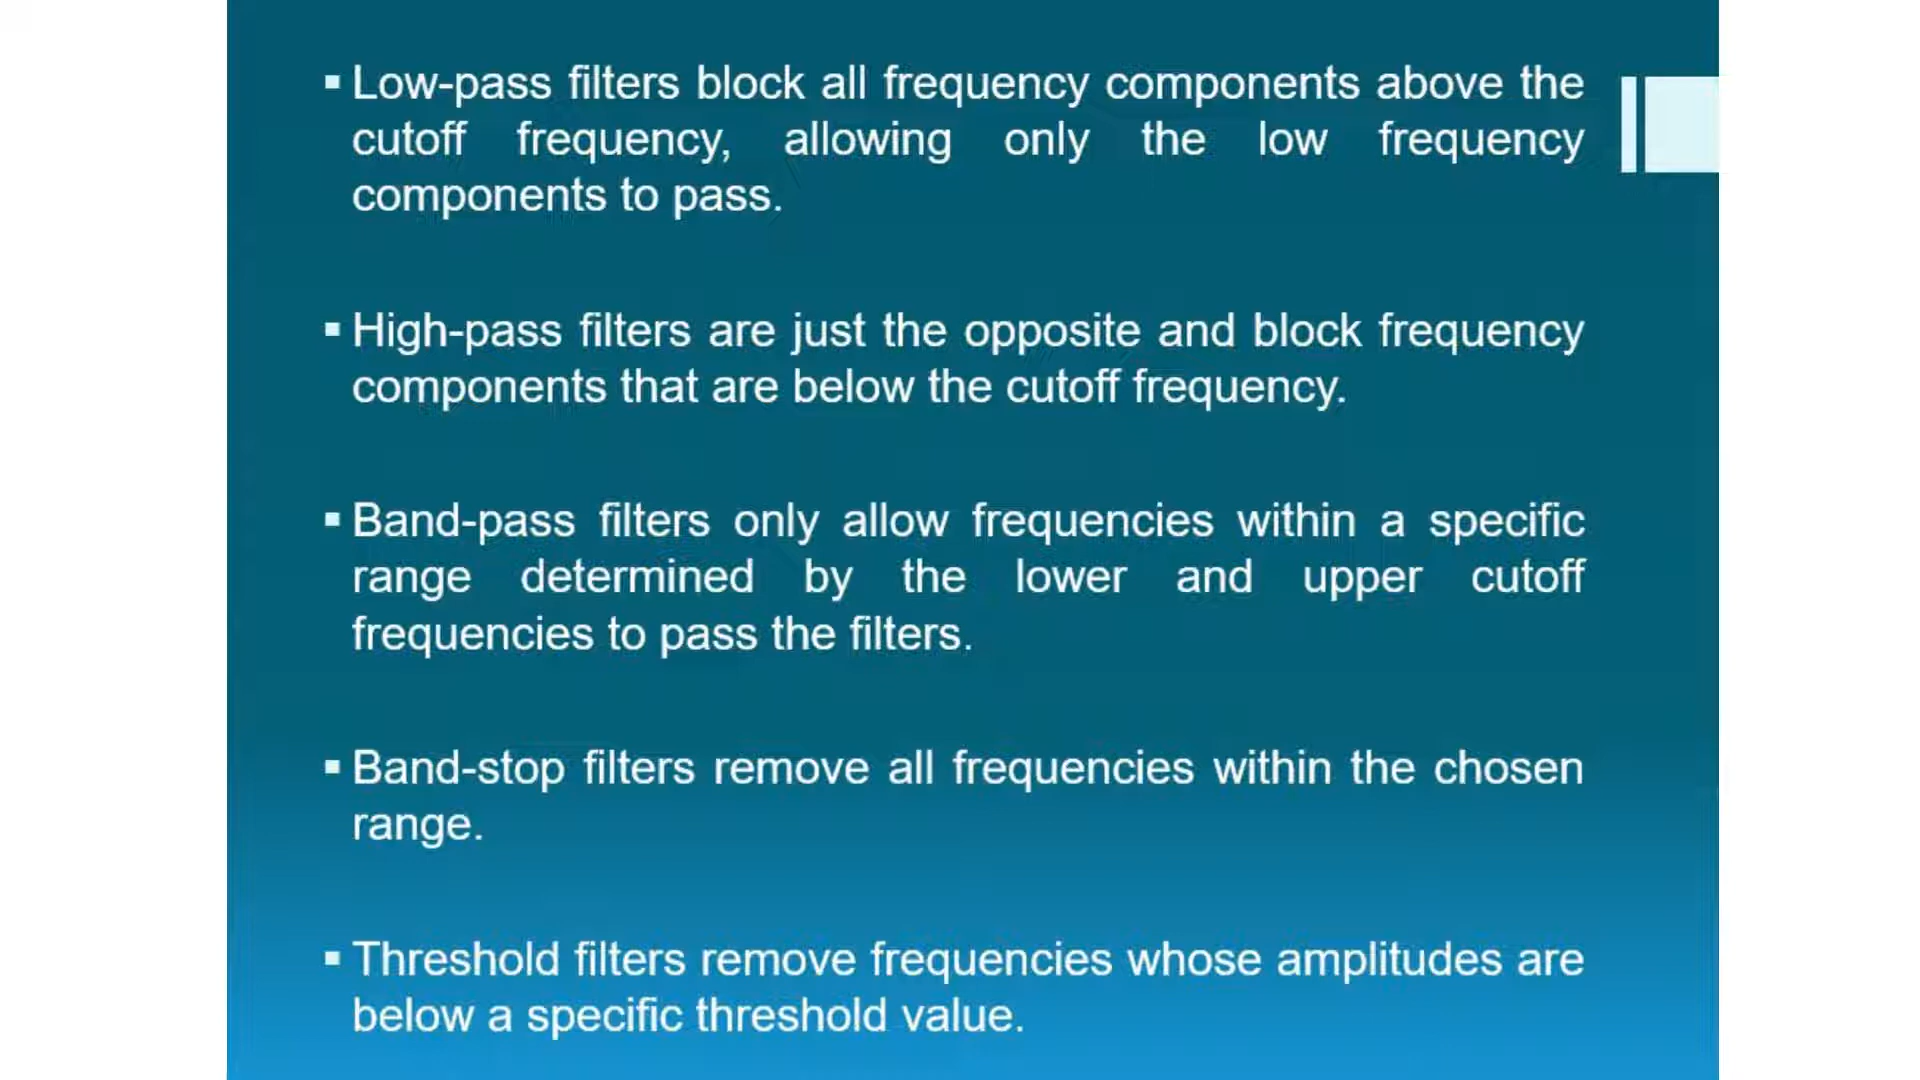 ▪ Low-pass filters block all frequency components above the
cutoff frequency, allowing only the low frequency
components to pass.
▪ High-pass filters are just the opposite and block frequency
components that are below the cutoff frequency.
▪ Band-pass filters only allow frequencies within a specific
range determined by the lower and upper cutoff
frequencies to pass the filters.
▪ Band-stop filters remove all frequencies within the chosen
range.
▪ Threshold filters remove frequencies whose amplitudes are
below a specific threshold value.